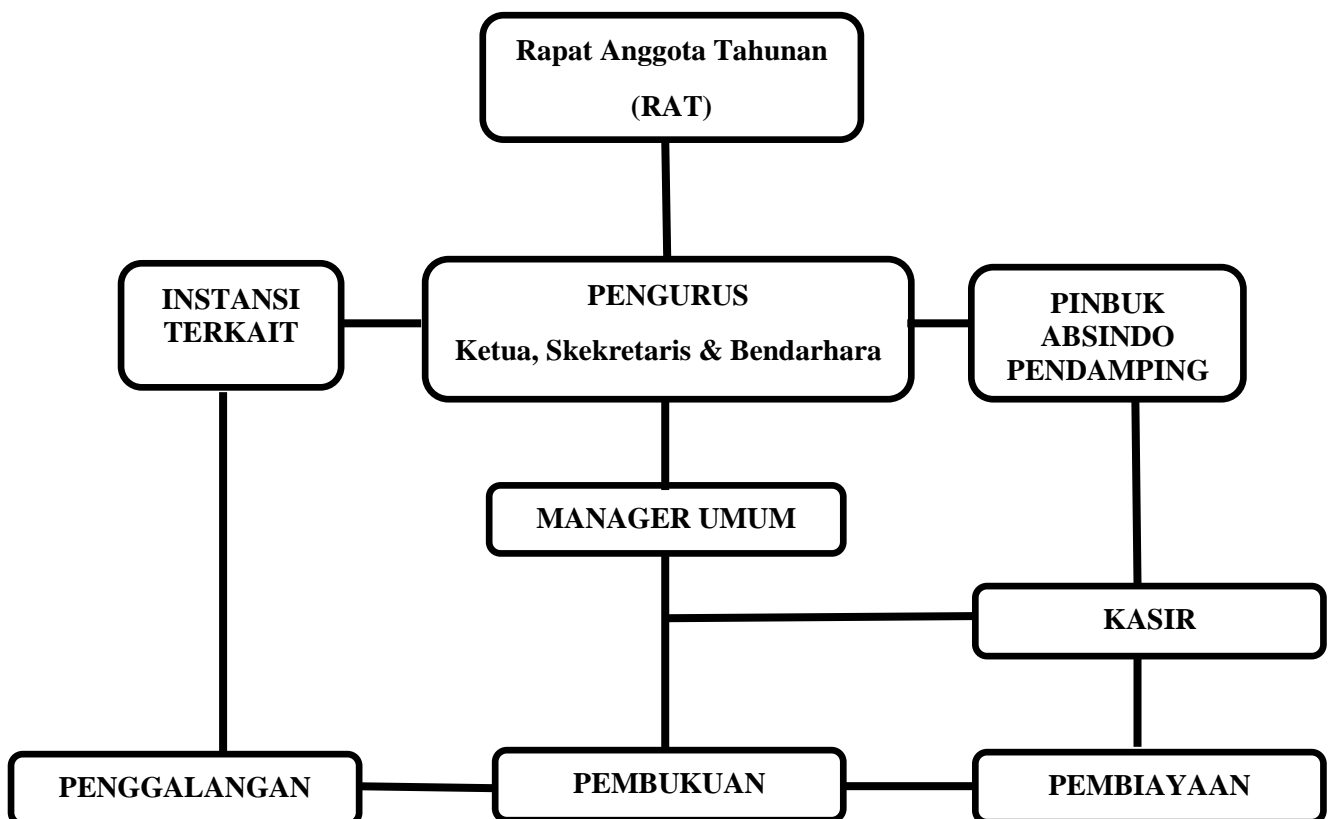 Rapat Anggota Tahunan
(RAT)
INSTANSI
TERKAIT
PENGURUS
Ketua, Skekretaris & Bendarhara
PINBUK
ABSINDO
PENDAMPING
MANAGER UMUM
KASIR
PENGGALANGAN
PEMBUKUAN
PEMBIAYAAN